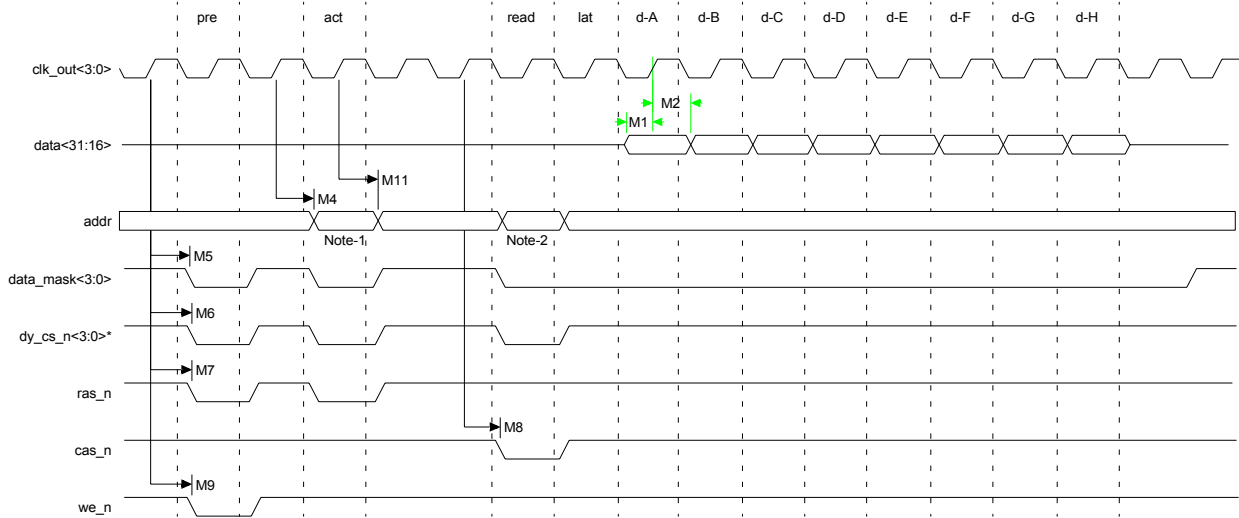 pre act read lat d-A d-B d-C d-D d-E d-F d-G d-H
clk_out<3:0>
M2
M1
data<31:16>
M11
M4
addr
Note-1 Note-2
M5
data_mask<3:0>
M6
dy_cs_n<3:0>*
M7
ras_n
M8
cas_n
M9
we_n